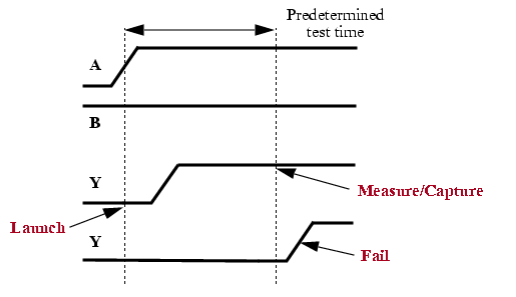 Predetermined
test time
A
B
Y
Measure/Capture
Launch
Y
Fail